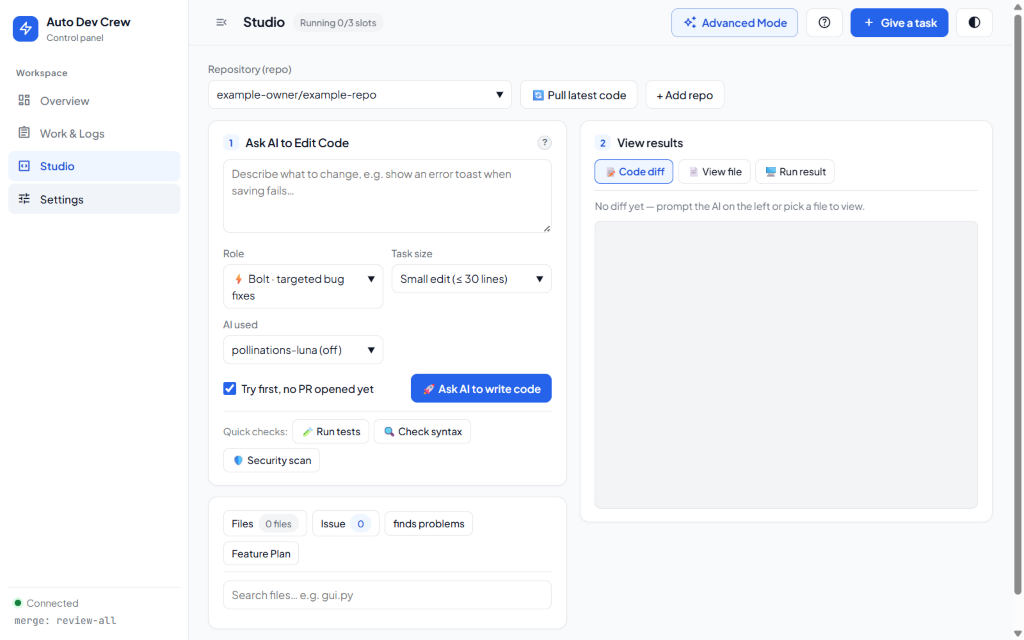 Auto Dev Crew
Control panel
Workspace
Overview
Work & Logs
Studio
Settings
Connected
merge: review-all
Studio
Running 0/3 slots
Advanced Mode
Give a task
Repository (repo)
example-owner/example-repo
Pull latest code
+ Add repo
1 Ask AI to Edit Code
?
Describe what to change, e.g. show an error toast when
saving fails…
Role
Task size
Bolt · targeted bug
fixes
Small edit (≤ 30 lines)
AI used
pollinations-luna (off)
Try first, no PR opened yet
Ask AI to write code
Quick checks:
Run tests
Check syntax
Security scan
Files 0 files
Issue 0
finds problems
Feature Plan
Search files… e.g. gui.py
2 View results
Code diff
View file
Run result
No diff yet — prompt the AI on the left or pick a file to view.